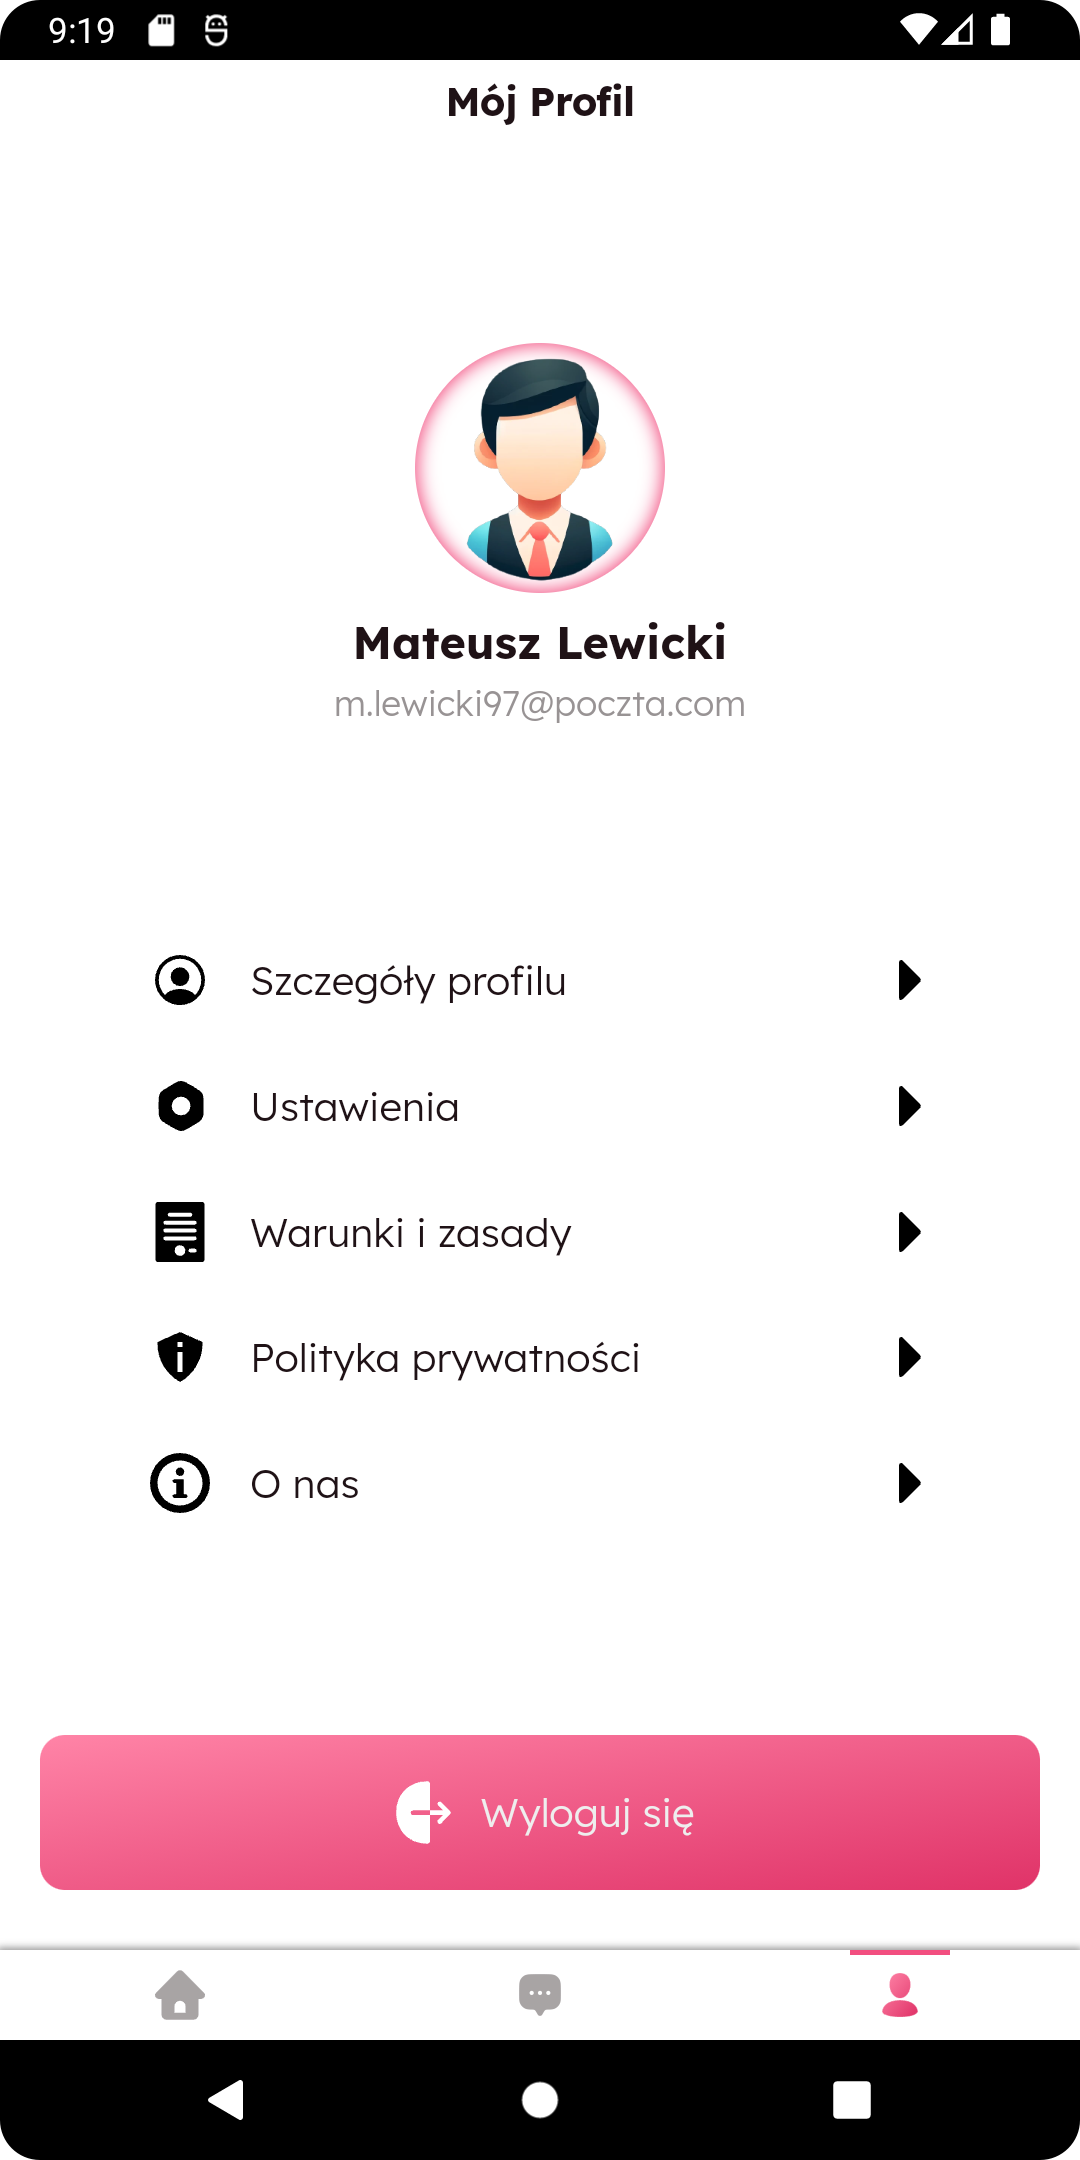 9:19
Mój Profil
Mateusz Lewicki
m.lewicki97@poczta.com
Szczegóły profilu
Ustawienia
Warunki i zasady
Polityka prywatności
O nas
Wyloguj się